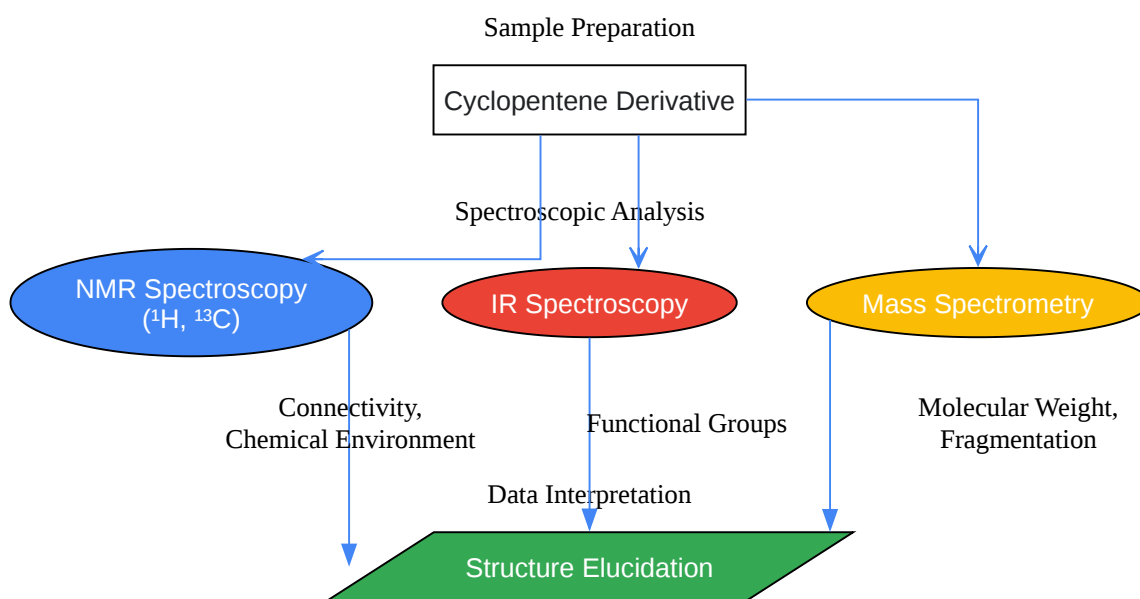 Sample Preparation
Cyclopentene Derivative
Spectroscopic Analysis
NMR Spectroscopy
(¹H, ¹³C)
IR Spectroscopy
Mass Spectrometry
Connectivity,
Chemical Environment
Functional Groups
Molecular Weight,
Fragmentation
Data Interpretation
Structure Elucidation